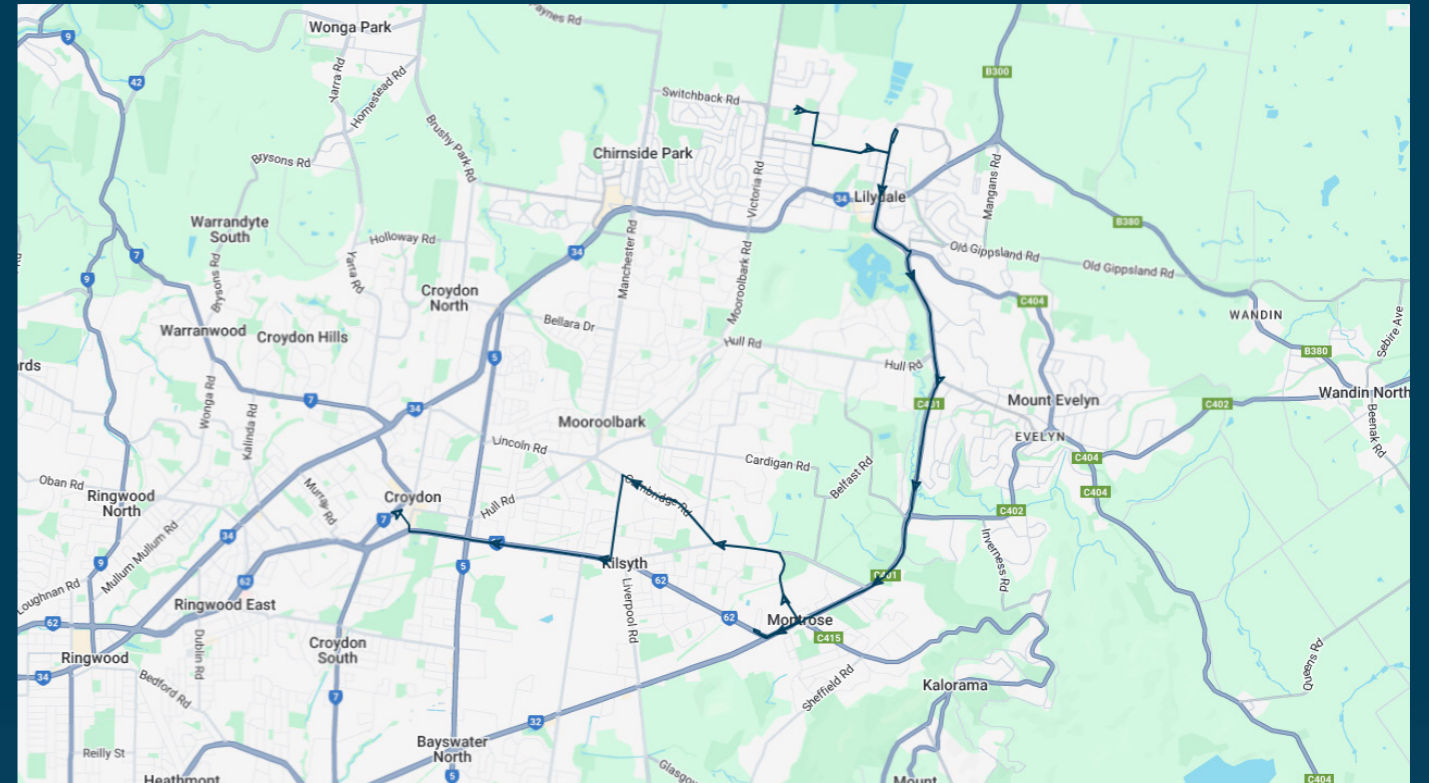 Paynes Rd
Wonga Park
9
42
B300
Yarra Rd
Homestead Rd
Switchback Rd
Brushy Park Rd
Chirnside Park
Brysons Rd
Mangans Rd
Victoria Rd
34
Lilydale
Warrandyte
South
B380
Holloway Rd
Manchester Rd
Old Gippsland Rd
Old Gippsland Rd
7
34
9
Brysons Rd
Yarra Rd
Mooroolbark Rd
Croydon
North
C404
WANDIN
Sebire Ave
Warranwood
Croydon Hills
Bellara Dr
Hull Rd
Hull Rd
B380
ards
5
Wandin North
Wonga Rd
7
34
C401
Mount Evelyn
C402
Kalinda Rd
Mooroolbark
EVELYN
Beenak Rd
Lincoln Rd
Cardigan Rd
Belfast Rd
C404
Oban Rd
Ringwood
North
Murray Rd
Croydon
Hull Rd
Cambridge Rd
C404
7
C402
34
Mullum Mullum Rd
9
5
Kilsyth
62
Inverness Rd
C401
62
Loughnan Rd
Ringwood East
Liverpool Rd
62
62
Montrose
C415
Dublin Rd
Croydon
South
Ringwood
34
Bedford Rd
7
Sheffield Rd
Kalorama
Queens Rd
32
Reilly St
Bayswater
North
5
Heathmont
Mount
C404